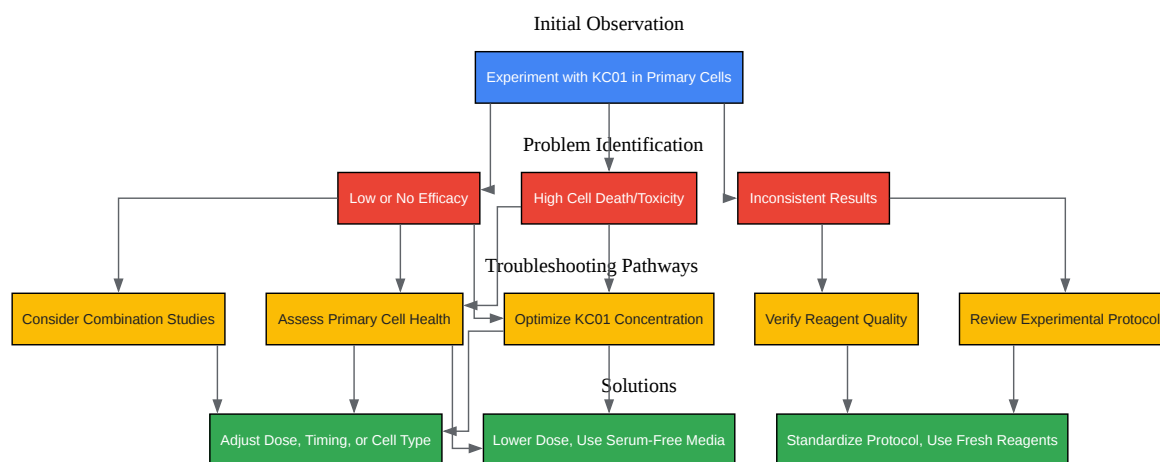 Initial Observation
Experiment with KC01 in Primary Cells
Problem Identification
Low or No Efficacy
High Cell Death/Toxicity
Inconsistent Results
Troubleshooting Pathways
Consider Combination Studies
Assess Primary Cell Health
Optimize KC01 Concentration
Verify Reagent Quality
Review Experimental Protocol
Solutions
Adjust Dose, Timing, or Cell Type
Lower Dose, Use Serum-Free Media
Standardize Protocol, Use Fresh Reagents